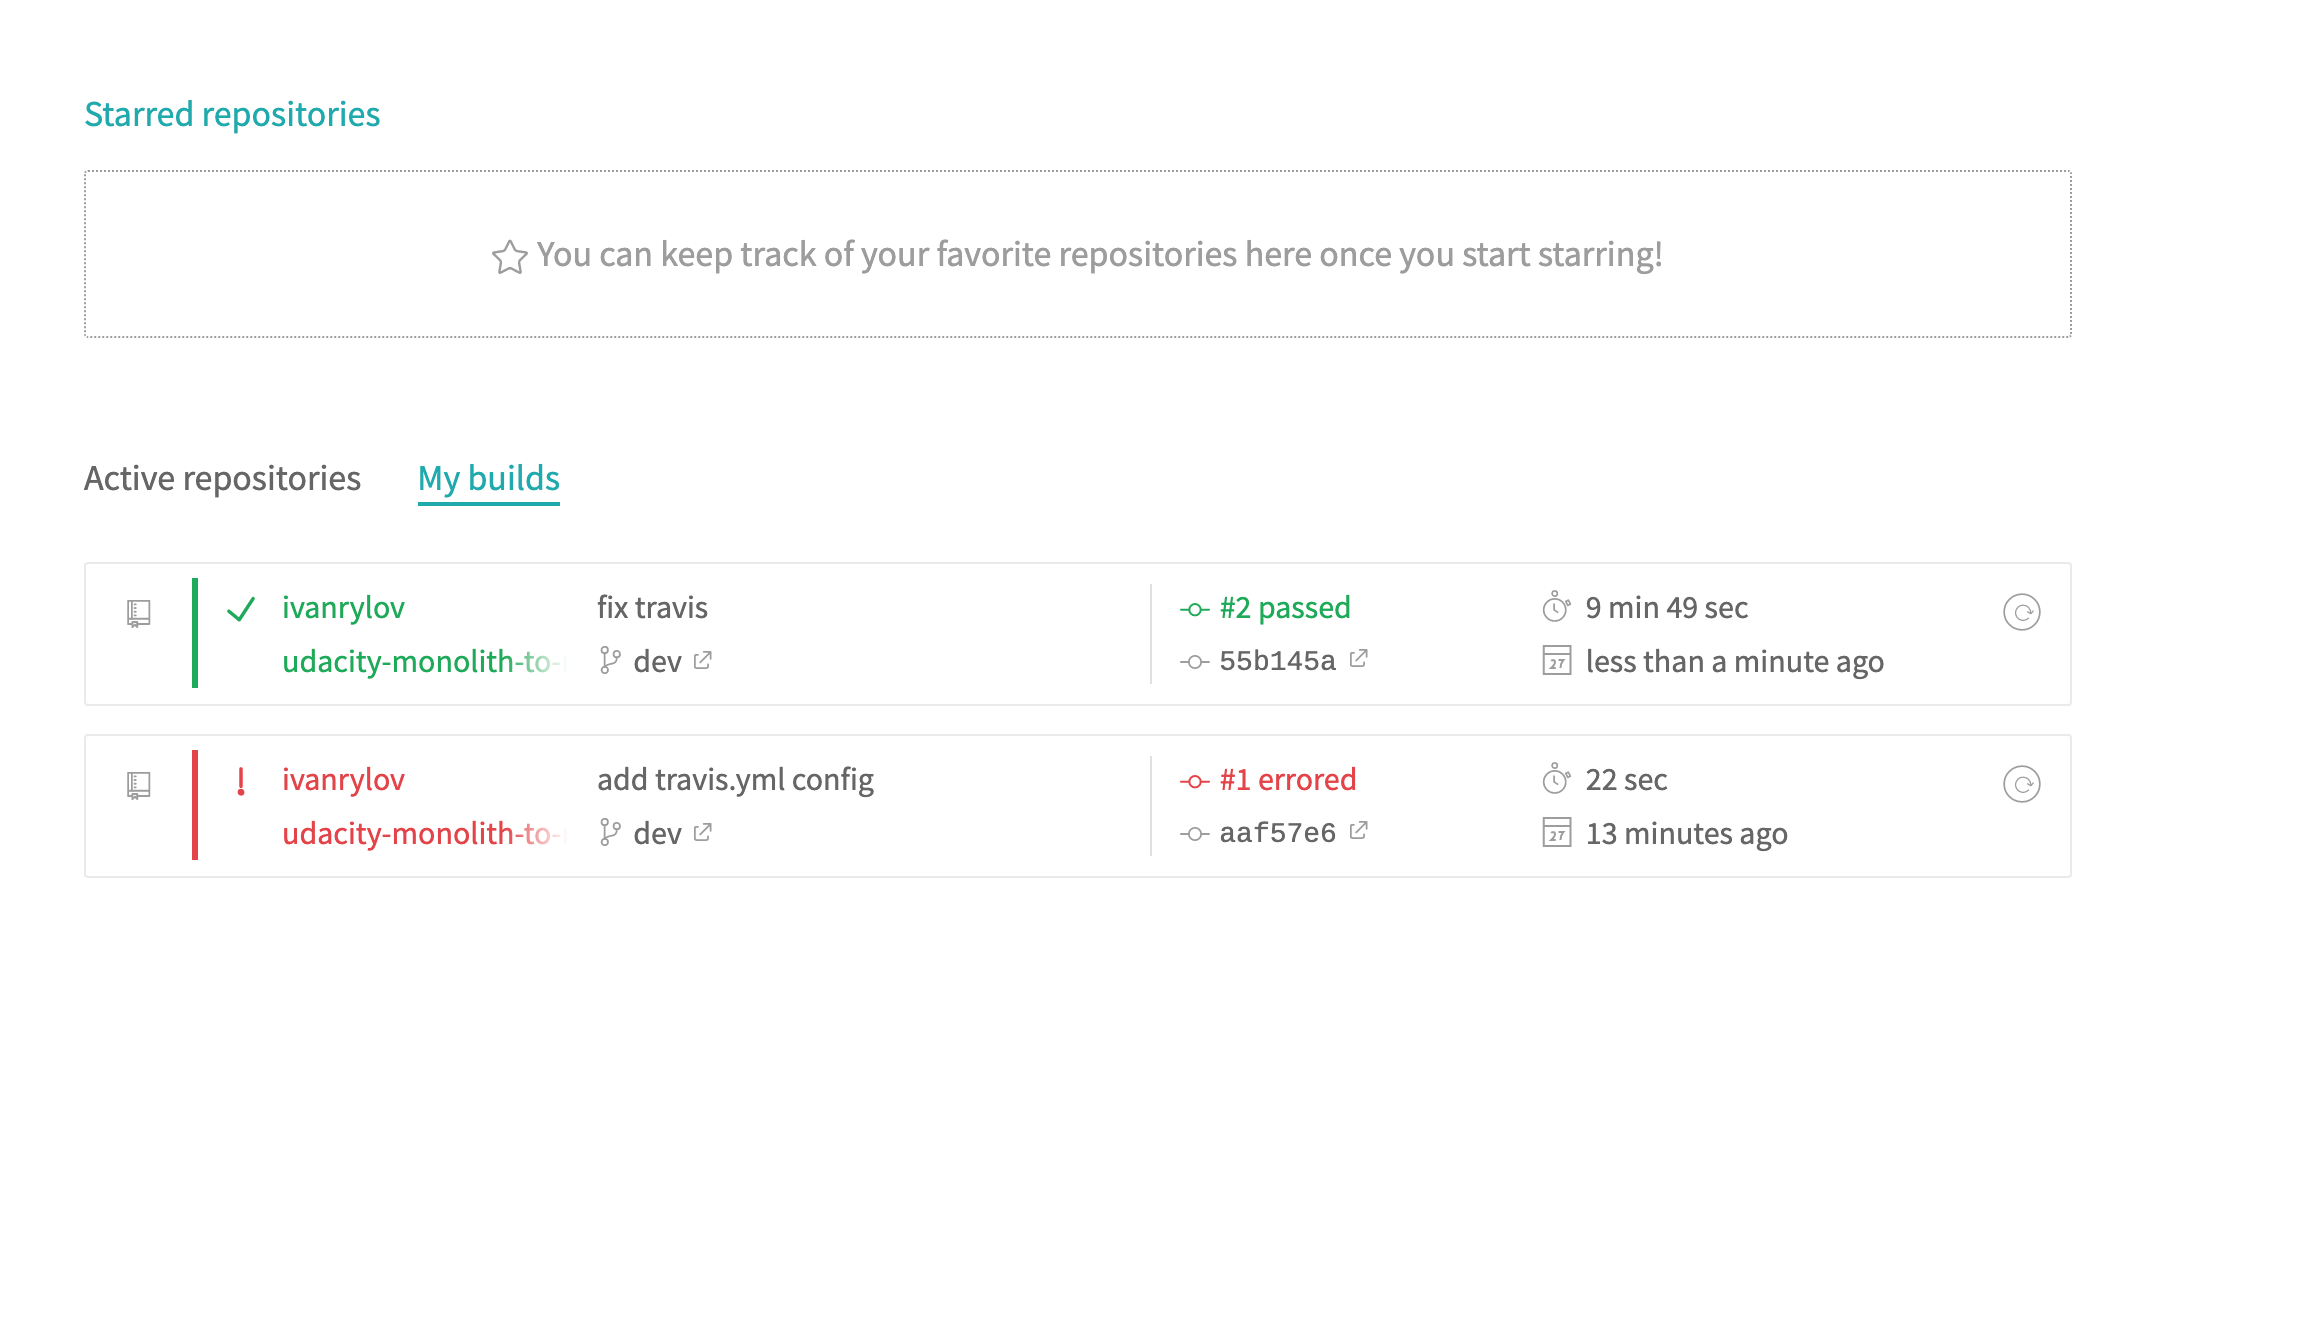 Starred repositories
You can keep track of your favorite repositories here once you start starring!
Active repositories My builds
ivanrylov fix travis #2 passed 9 min 49 sec
udacity-monolith-to- dev 55b145a 27 less than a minute ago
ivanrylov add travis.yml config #1 errored 22 sec
udacity-monolith-to- dev aaf57e6 27 13 minutes ago